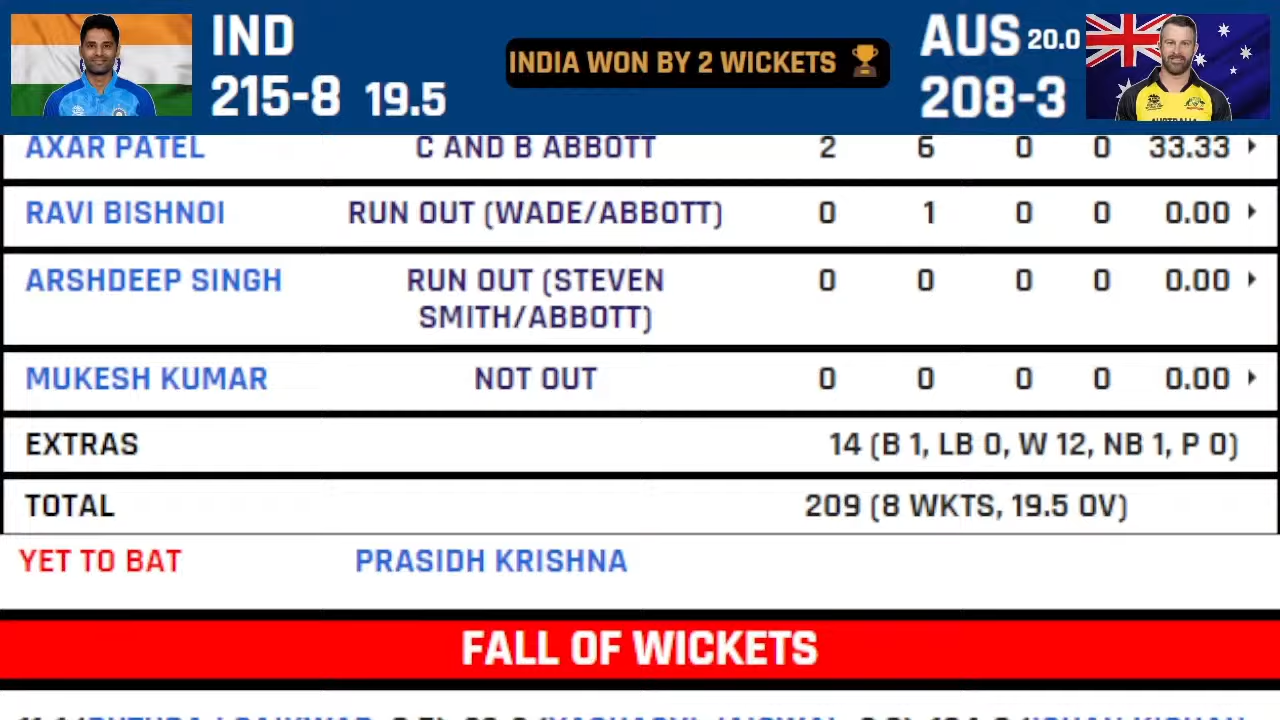 IND
215-8 19.5
INDIA WON BY 2 WICKETS
AUS 20.0
208-3
AXAR PATEL C AND B ABBOTT 2 6 0 0 33.33
RAVI BISHNOI RUN OUT (WADE/ABBOTT) 0 1 0 0 0.00
ARSHDEEP SINGH RUN OUT (STEVEN SMITH/ABBOTT) 0 0 0 0 0.00
MUKESH KUMAR NOT OUT 0 0 0 0 0.00
EXTRAS 14 (B 1, LB 0, W 12, NB 1, P 0)
TOTAL 209 (8 WKTS, 19.5 OV)
YET TO BAT PRASIDH KRISHNA
FALL OF WICKETS